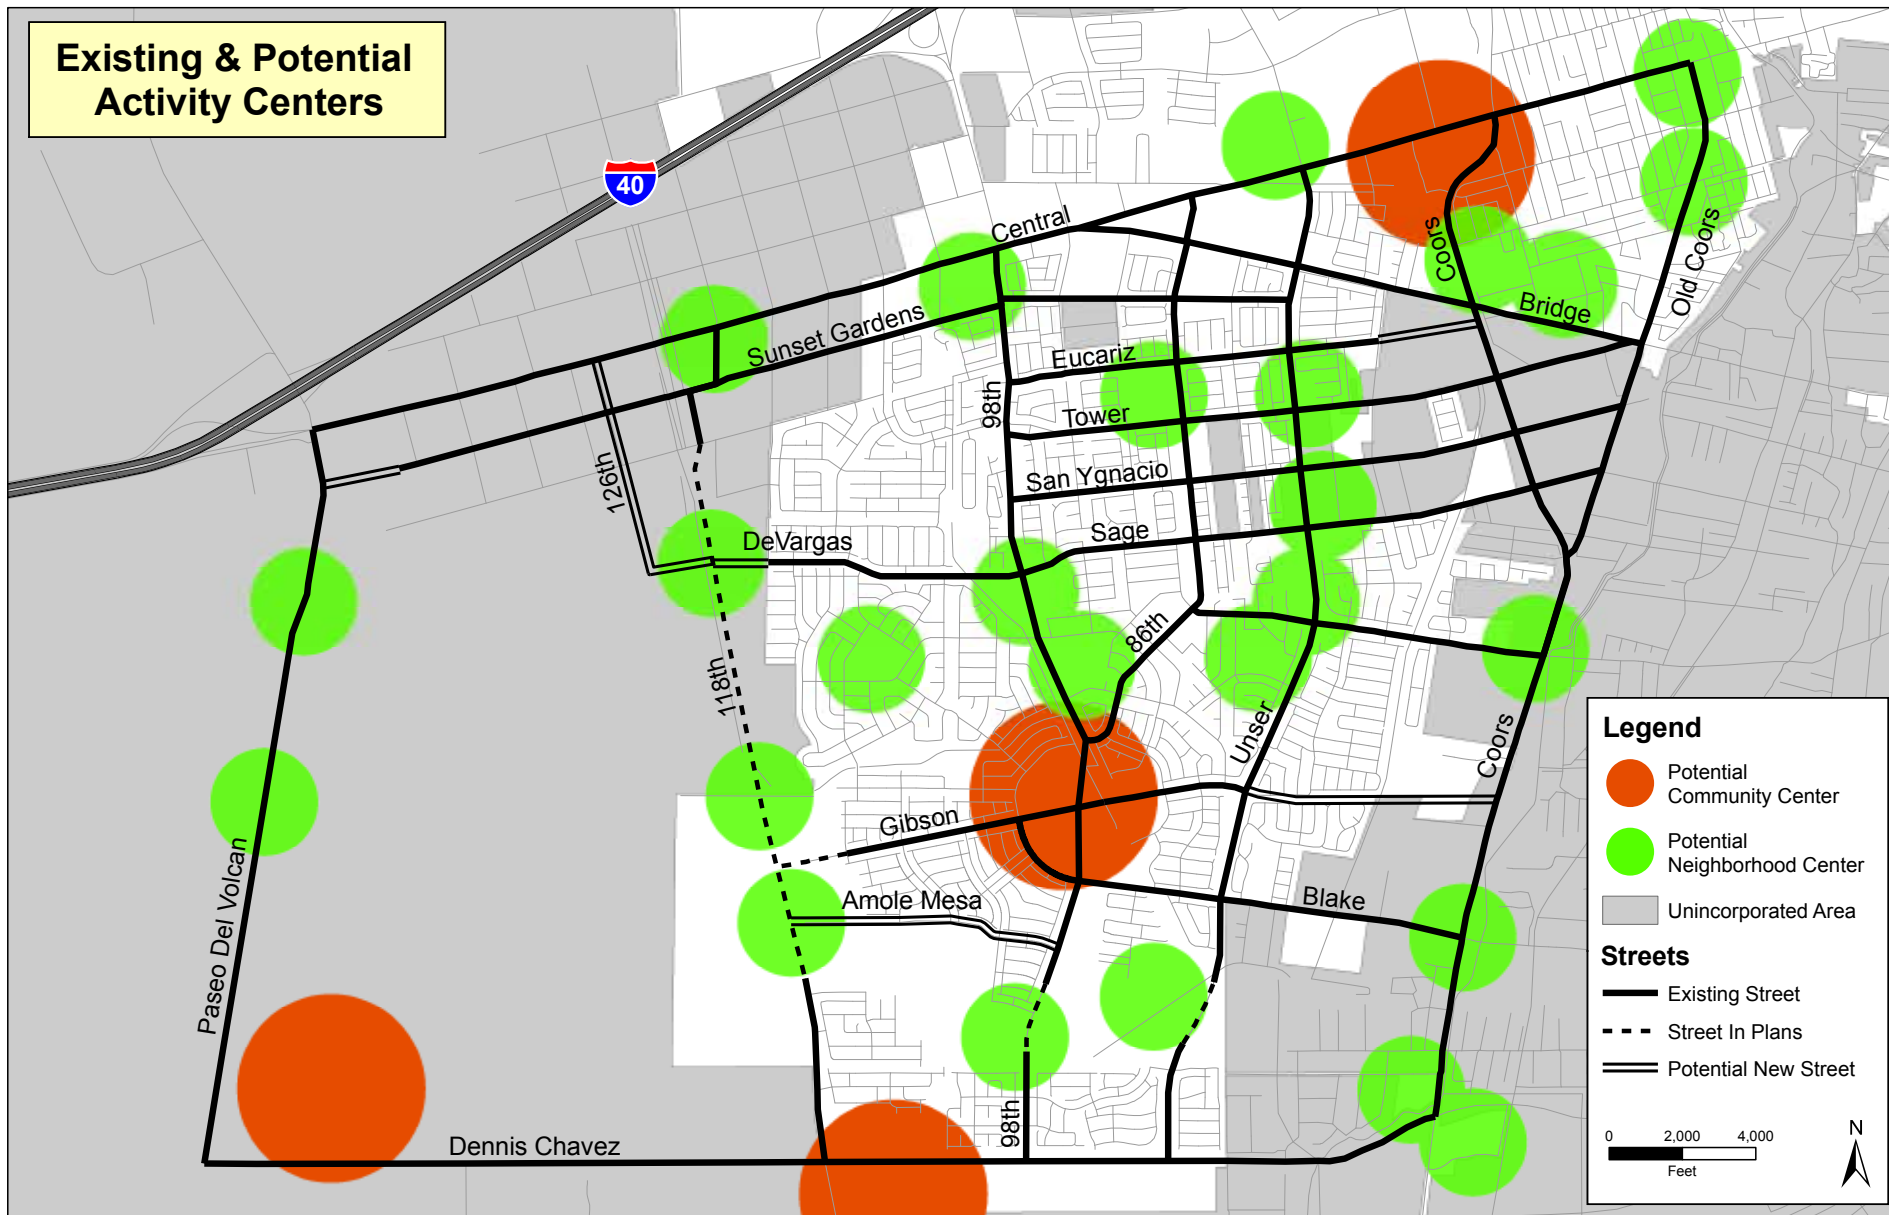 Existing & Potential
Activity Centers
40
Central
Coors
Old Coors
Bridge
Sunset Gardens
Eucariz
98th
Tower
126th
San Ygnacio
DeVargas
Sage
86th
118th
Unser
Coors
Gibson
Amole Mesa
Blake
Paseo Del Volcan
98th
Dennis Chavez
Legend
Potential
Community Center
Potential
Neighborhood Center
Unincorporated Area
Streets
Existing Street
Street In Plans
Potential New Street
0 2,000 4,000
Feet
N